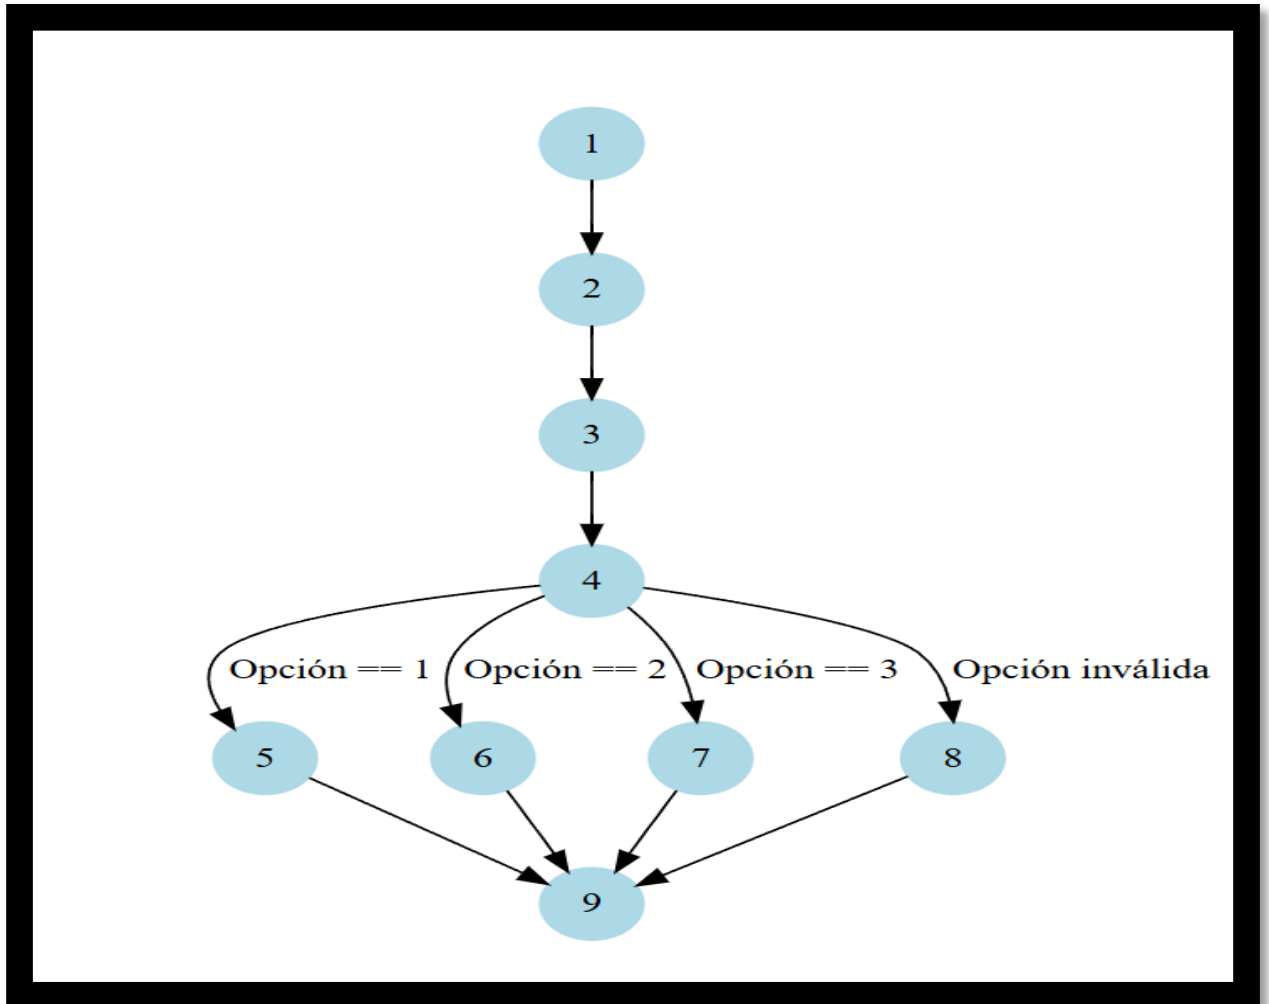 1
2
3
4
Opción == 1
Opción == 2
Opción == 3
Opción inválida
5
6
7
8
9